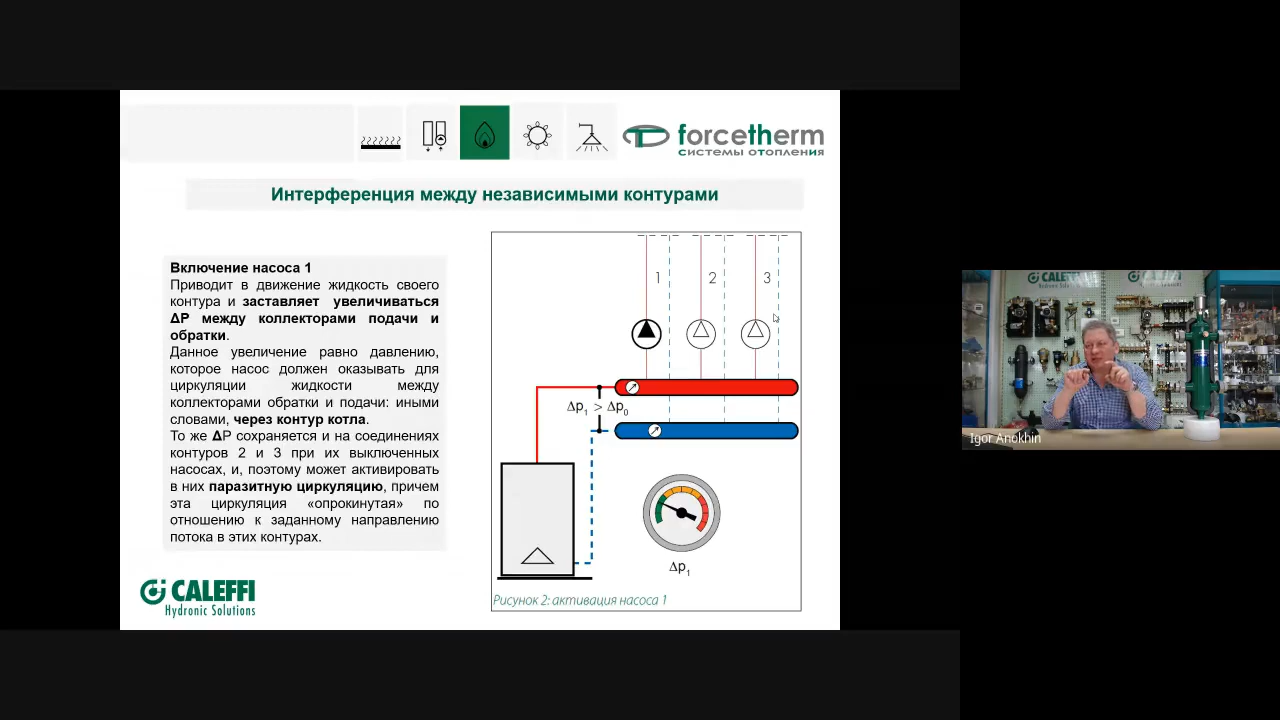 forcetherm
системы отопления
Интерференция между независимыми контурами
Включение насоса 1
Приводит в движение жидкость своего
контура и заставляет увеличиваться
ΔP между коллекторами подачи и
обратки.
Данное увеличение равно давлению,
которое насос должен оказывать для
циркуляции жидкости между
коллекторами обратки и подачи: иными
словами, через контур котла.
То же ΔP сохраняется и на соединениях
контуров 2 и 3 при их выключенных
насосах, и, поэтому может активировать
в них паразитную циркуляцию, причем
эта циркуляция «опрокинутая» по
отношению к заданному направлению
потока в этих контурах.
1 2 3
Δp1 > Δp0
Δp1
Рисунок 2: активация насоса 1
CALEFFI
Hydronic Solutions
CALEFFI
Hydronic Solutions
CALEFFI
Igor Anokhin